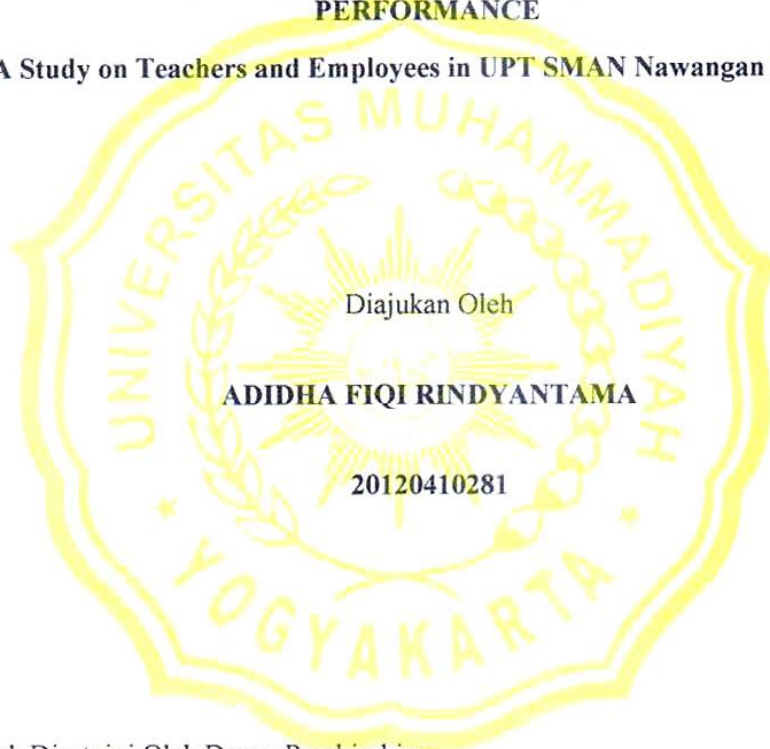 PERFORMANCE
A Study on Teachers and Employees in UPT SMAN Nawangan
UNIVERSITAS MUHAMMADIYAH
Diajukan Oleh
ADIDHA FIQI RINDYANTAMA
20120410281
★ YOGYAKARTA ★